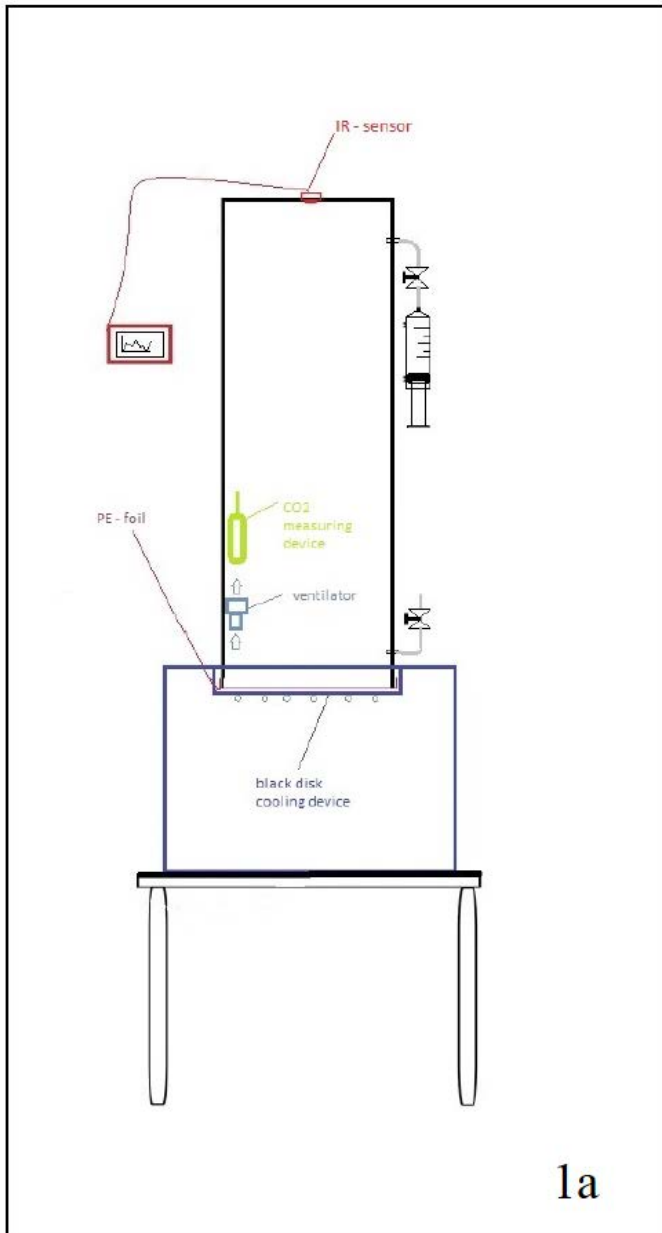 IR - sensor
CO2
measuring
device
PE - foil
ventilator
black disk
cooling device
1a